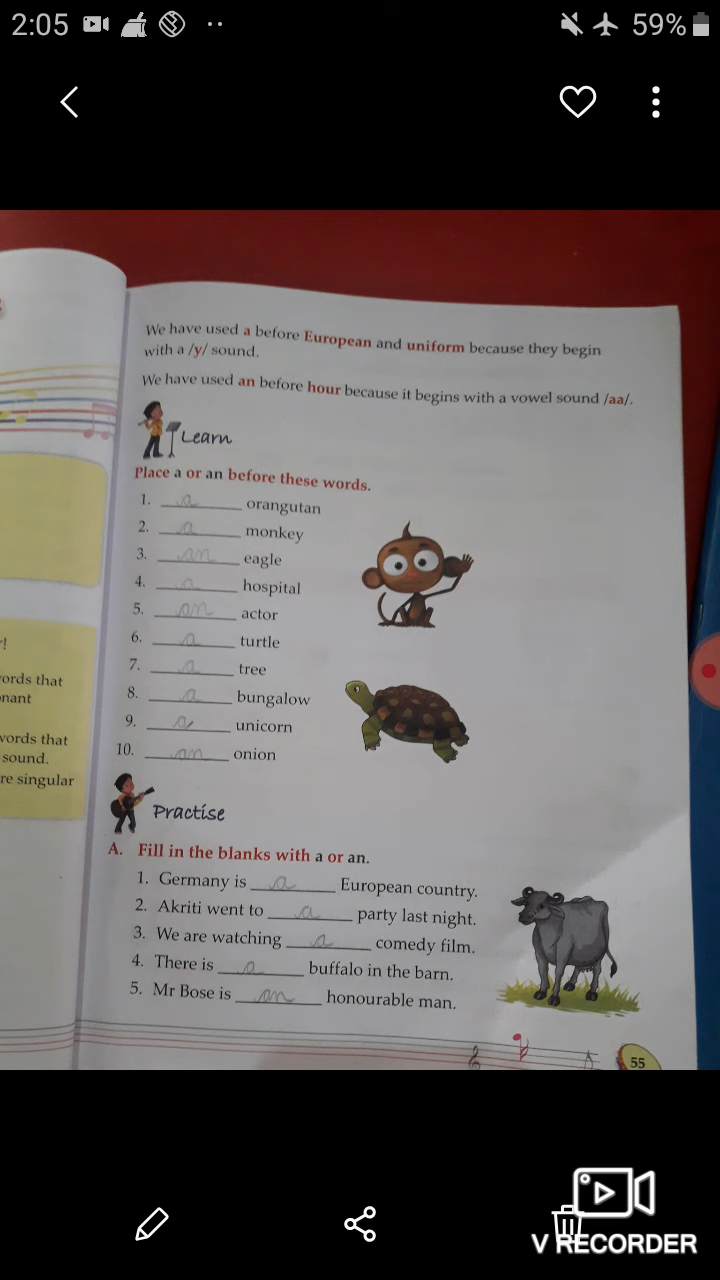 2:05
59%
We have used a before European and uniform because they begin
with a /y/ sound.
We have used an before hour because it begins with a vowel sound /aa/.
Learn
Place a or an before these words.
1. a orangutan
2. a monkey
3. an eagle
4. a hospital
5. an actor
6. a turtle
7. a tree
8. a bungalow
9. a unicorn
10. an onion
r!
ords that
onant
words that
sound.
re singular
Practise
A. Fill in the blanks with a or an.
1. Germany is a European country.
2. Akriti went to a party last night.
3. We are watching a comedy film.
4. There is a buffalo in the barn.
5. Mr Bose is an honourable man.
55
V RECORDER